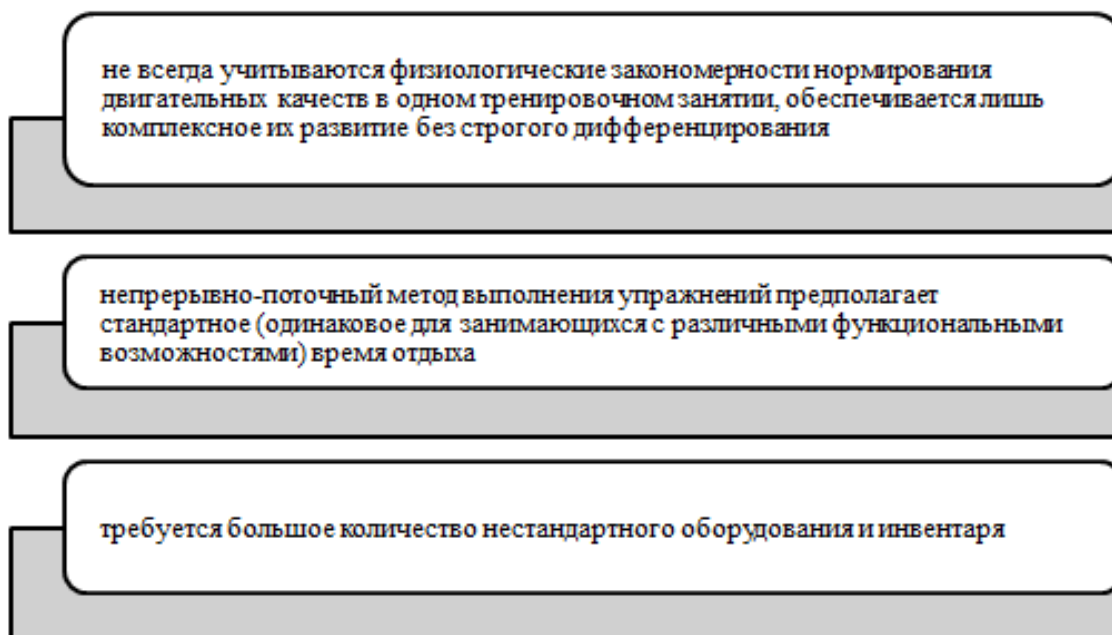 не всегда учитываются физиологические закономерности нормирования
двигательных качеств в одном тренировочном занятии, обеспечивается лишь
комплексное их развитие без строгого дифференцирования
непрерывно-поточный метод выполнения упражнений предполагает
стандартное (одинаковое для занимающихся с различными функциональными
возможностями) время отдыха
требуется большое количество нестандартного оборудования и инвентаря